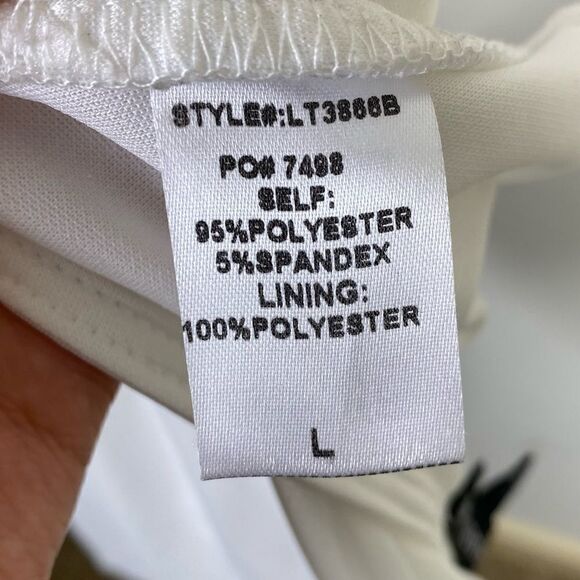 STYLE#:LT3866B
PO# 7498
SELF:
95%POLYESTER
5%SPANDEX
LINING:
100%POLYESTER
L